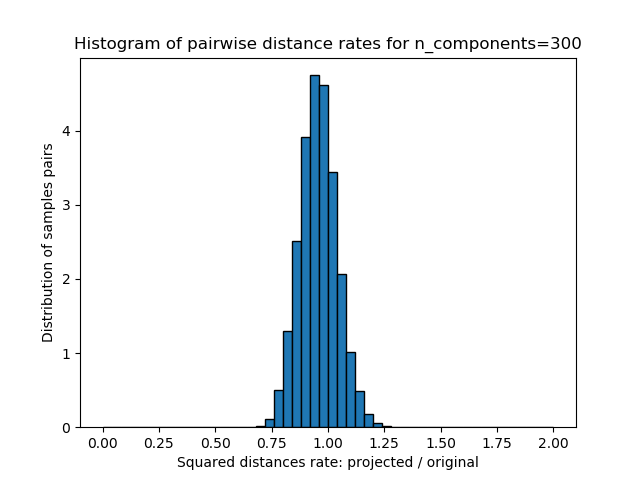 Histogram of pairwise distance rates for n_components=300
Distribution of samples pairs
4
3
2
1
0
0.00 0.25 0.50 0.75 1.00 1.25 1.50 1.75 2.00
Squared distances rate: projected / original